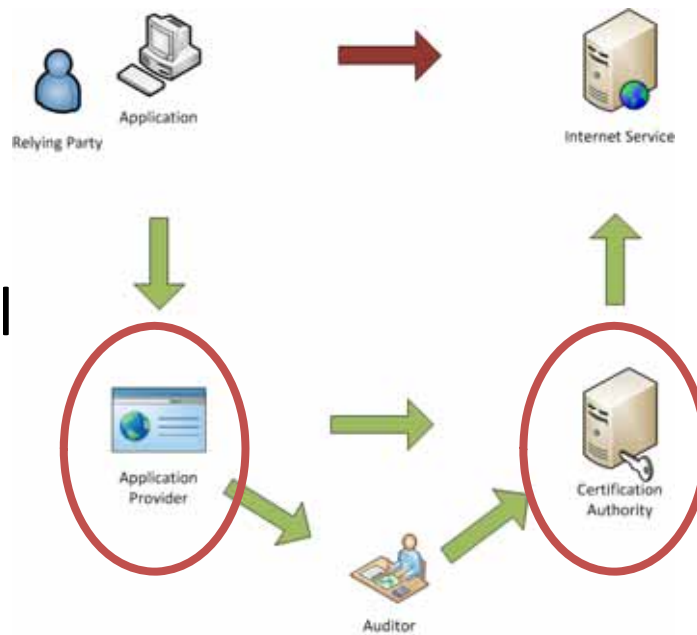 Application
Relying Party
Internet Service
Application
Provider
Certification
Authority
Auditor